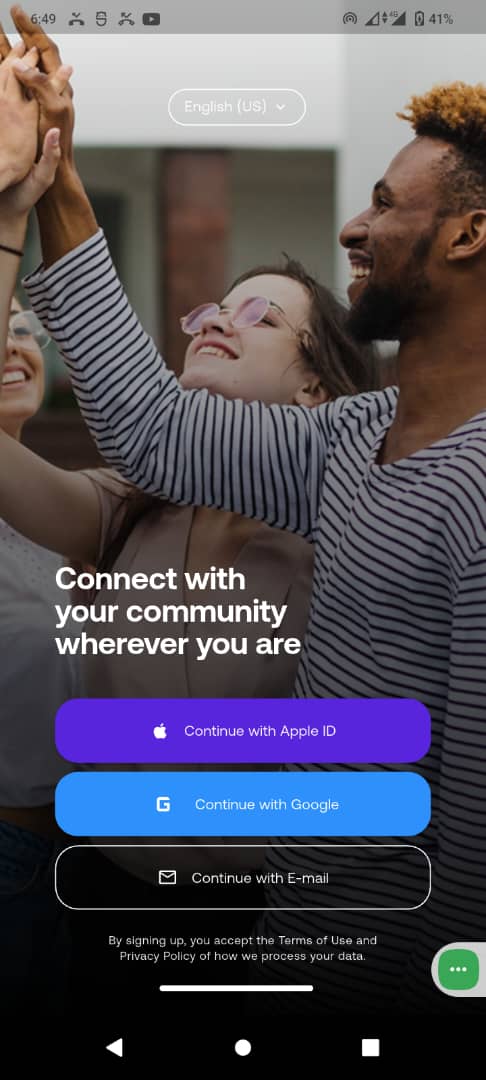 6:49
4G
41%
English (US)
Connect with
your community
wherever you are
Continue with Apple ID
G Continue with Google
Continue with E-mail
By signing up, you accept the Terms of Use and
Privacy Policy of how we process your data.